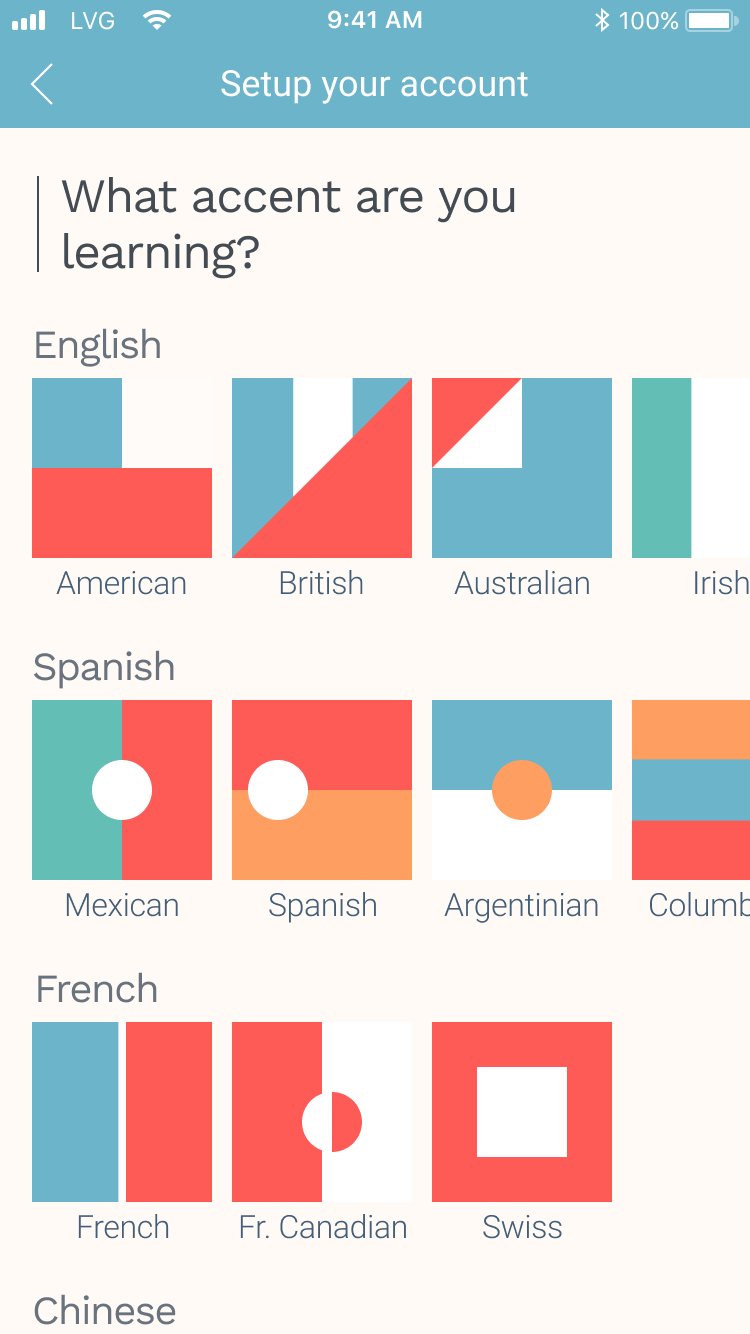 LVG 9:41 AM 100%
Setup your account
What accent are you
learning?
English
American British Australian Irish
Spanish
Mexican Spanish Argentinian Columb
French
French Fr. Canadian Swiss
Chinese